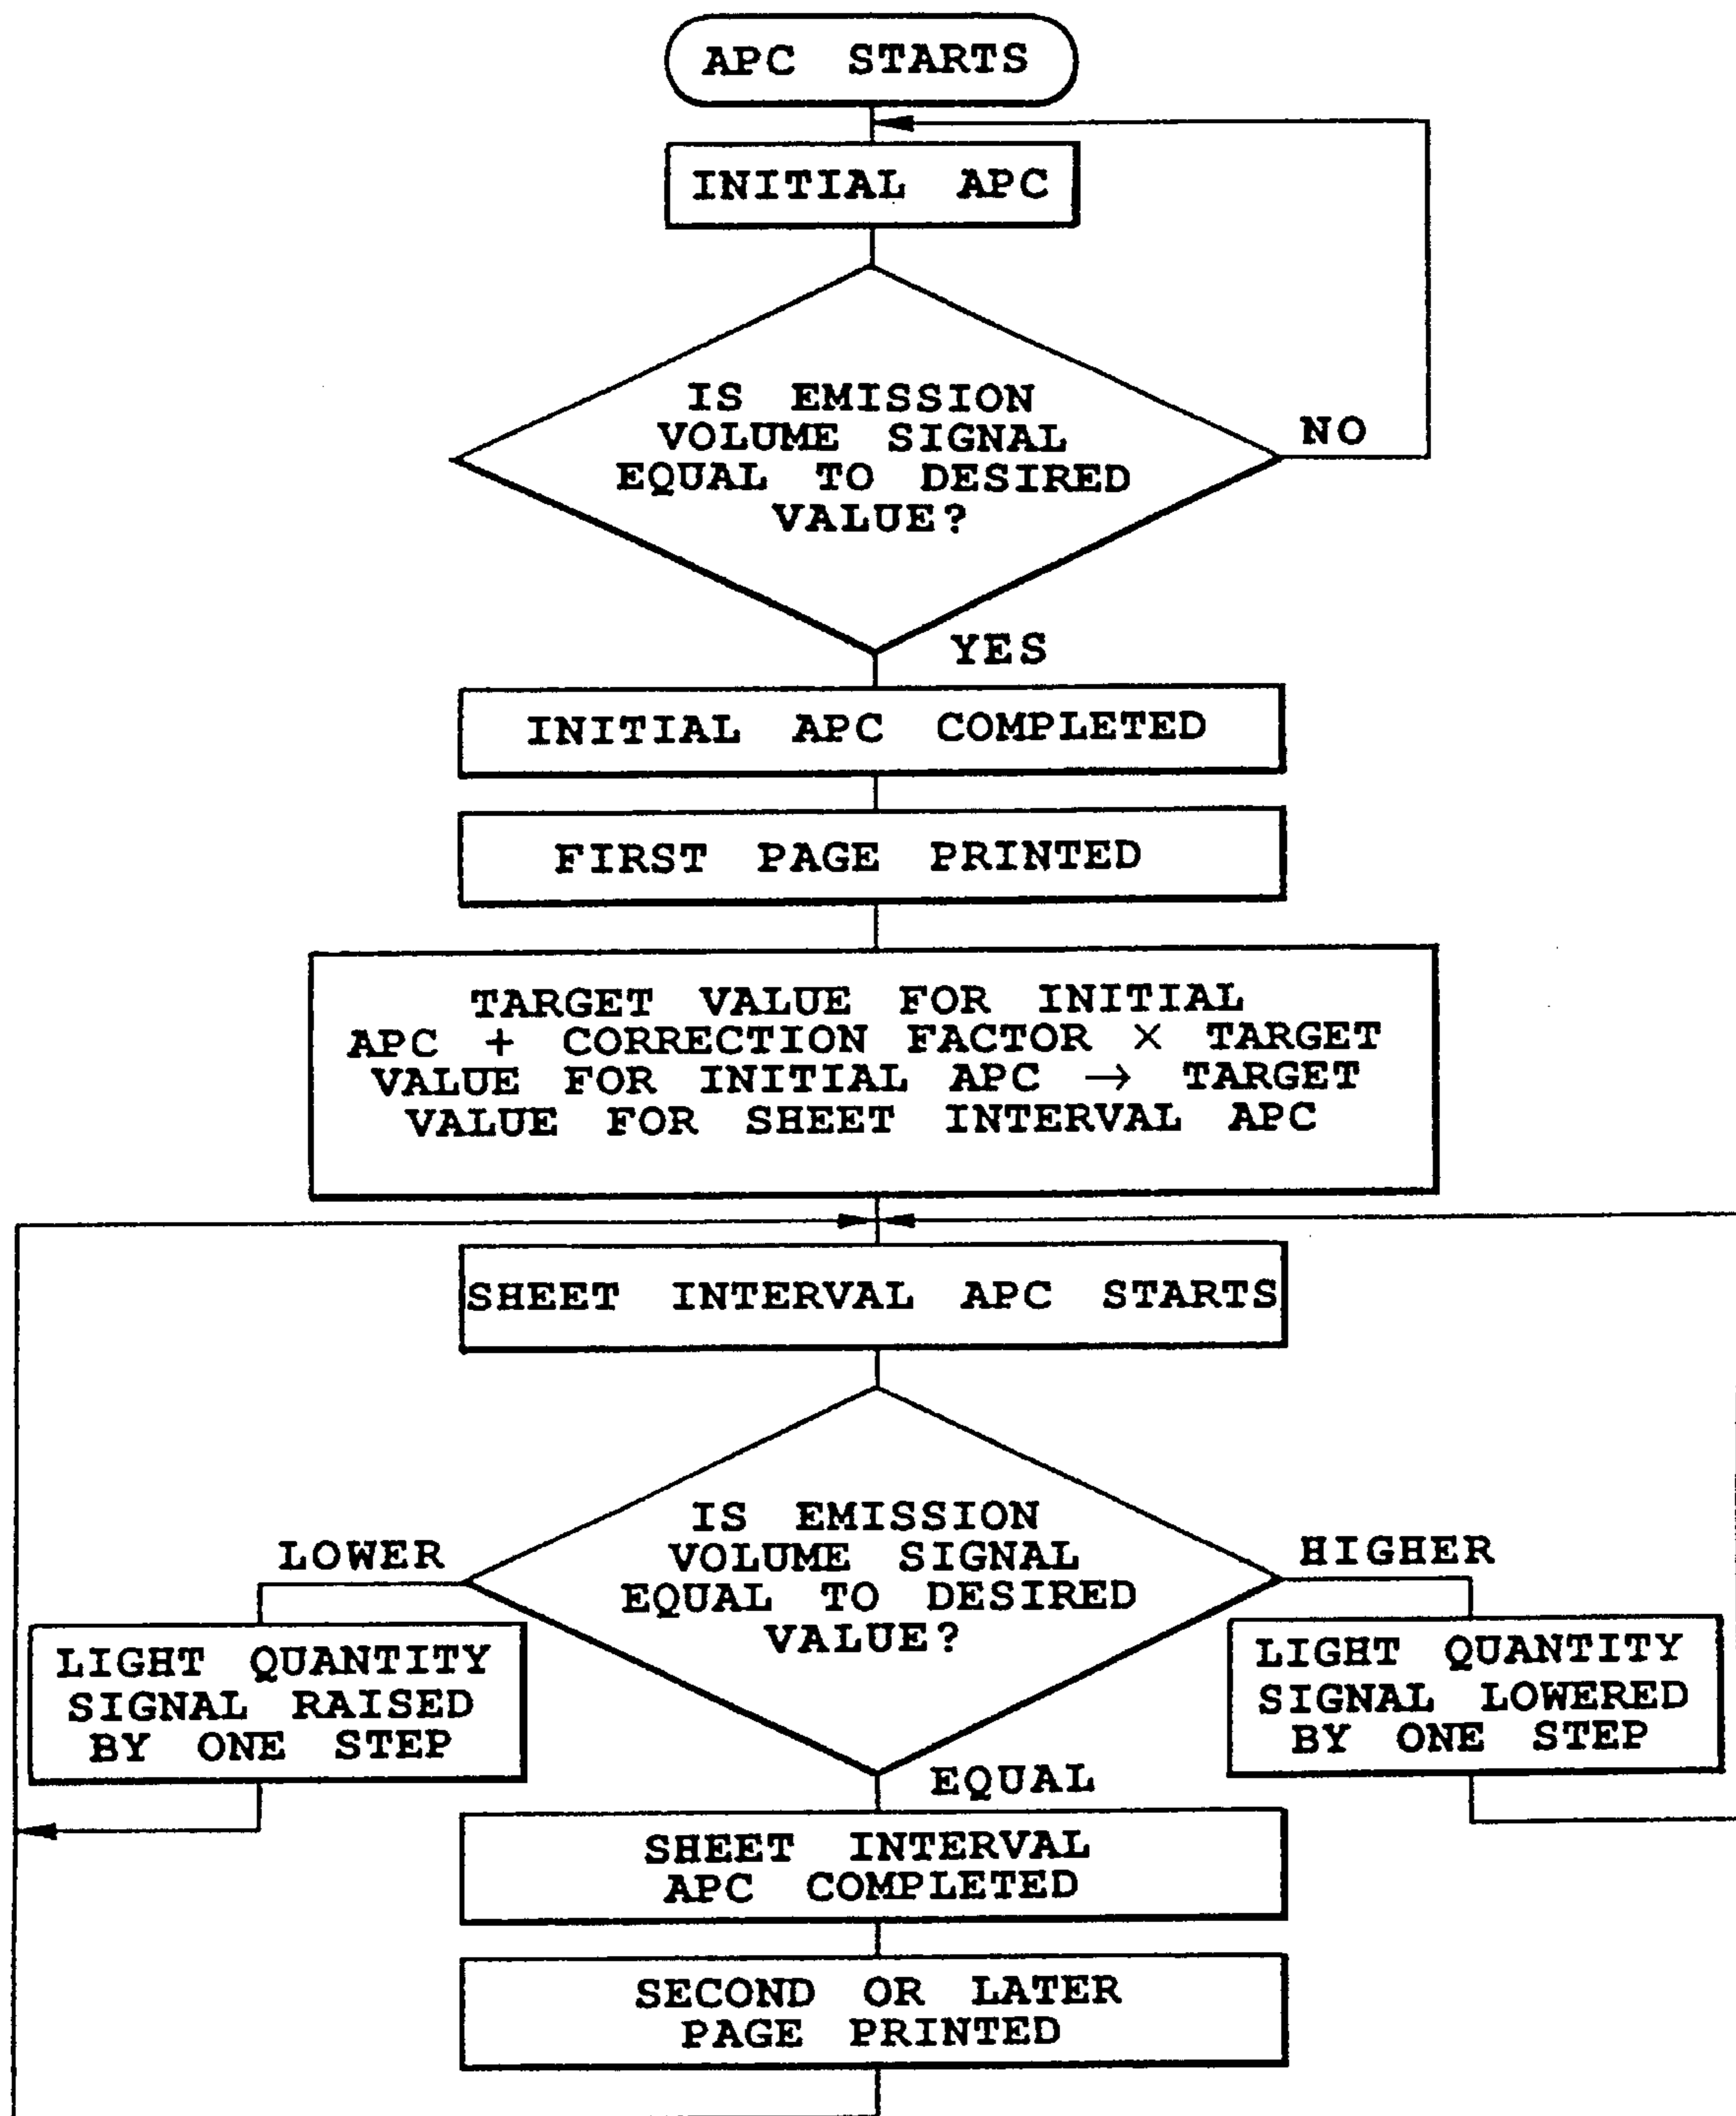 APC STARTS
INITIAL APC
IS EMISSION
VOLUME SIGNAL
EQUAL TO DESIRED
VALUE?
NO
YES
INITIAL APC COMPLETED
FIRST PAGE PRINTED
TARGET VALUE FOR INITIAL
APC + CORRECTION FACTOR × TARGET
VALUE FOR INITIAL APC → TARGET
VALUE FOR SHEET INTERVAL APC
SHEET INTERVAL APC STARTS
IS EMISSION
VOLUME SIGNAL
EQUAL TO DESIRED
VALUE?
LOWER
HIGHER
LIGHT QUANTITY
SIGNAL RAISED
BY ONE STEP
LIGHT QUANTITY
SIGNAL LOWERED
BY ONE STEP
EQUAL
SHEET INTERVAL
APC COMPLETED
SECOND OR LATER
PAGE PRINTED